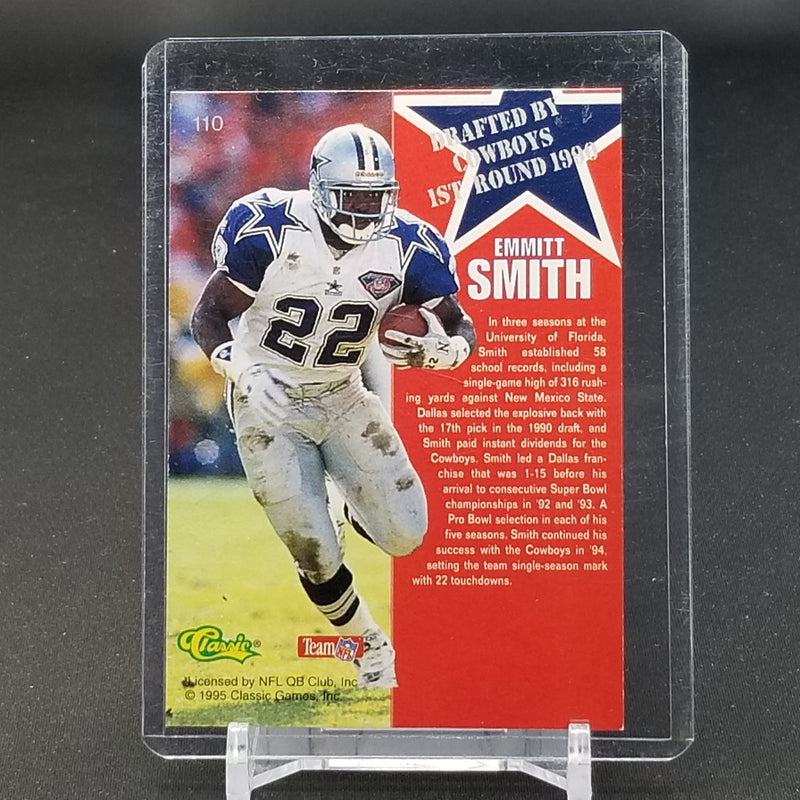 110
DRAFTED BY
COWBOYS
1ST ROUND 1990
EMMITT
SMITH
In three seasons at the
University of Florida,
Smith established 58
school records, including a
single-game high of 316 rush-
ing yards against New Mexico State.
Dallas selected the explosive back with
the 17th pick in the 1990 draft, and
Smith paid instant dividends for the
Cowboys. Smith led a Dallas fran-
chise that was 1-15 before his
arrival to consecutive Super Bowl
championships in '92 and '93. A
Pro Bowl selection in each of his
five seasons, Smith continued his
success with the Cowboys in '94,
setting the team single-season mark
with 22 touchdowns.
22
22
Classic®
Team NFL
Licensed by NFL QB Club, Inc
© 1995 Classic Games, Inc.